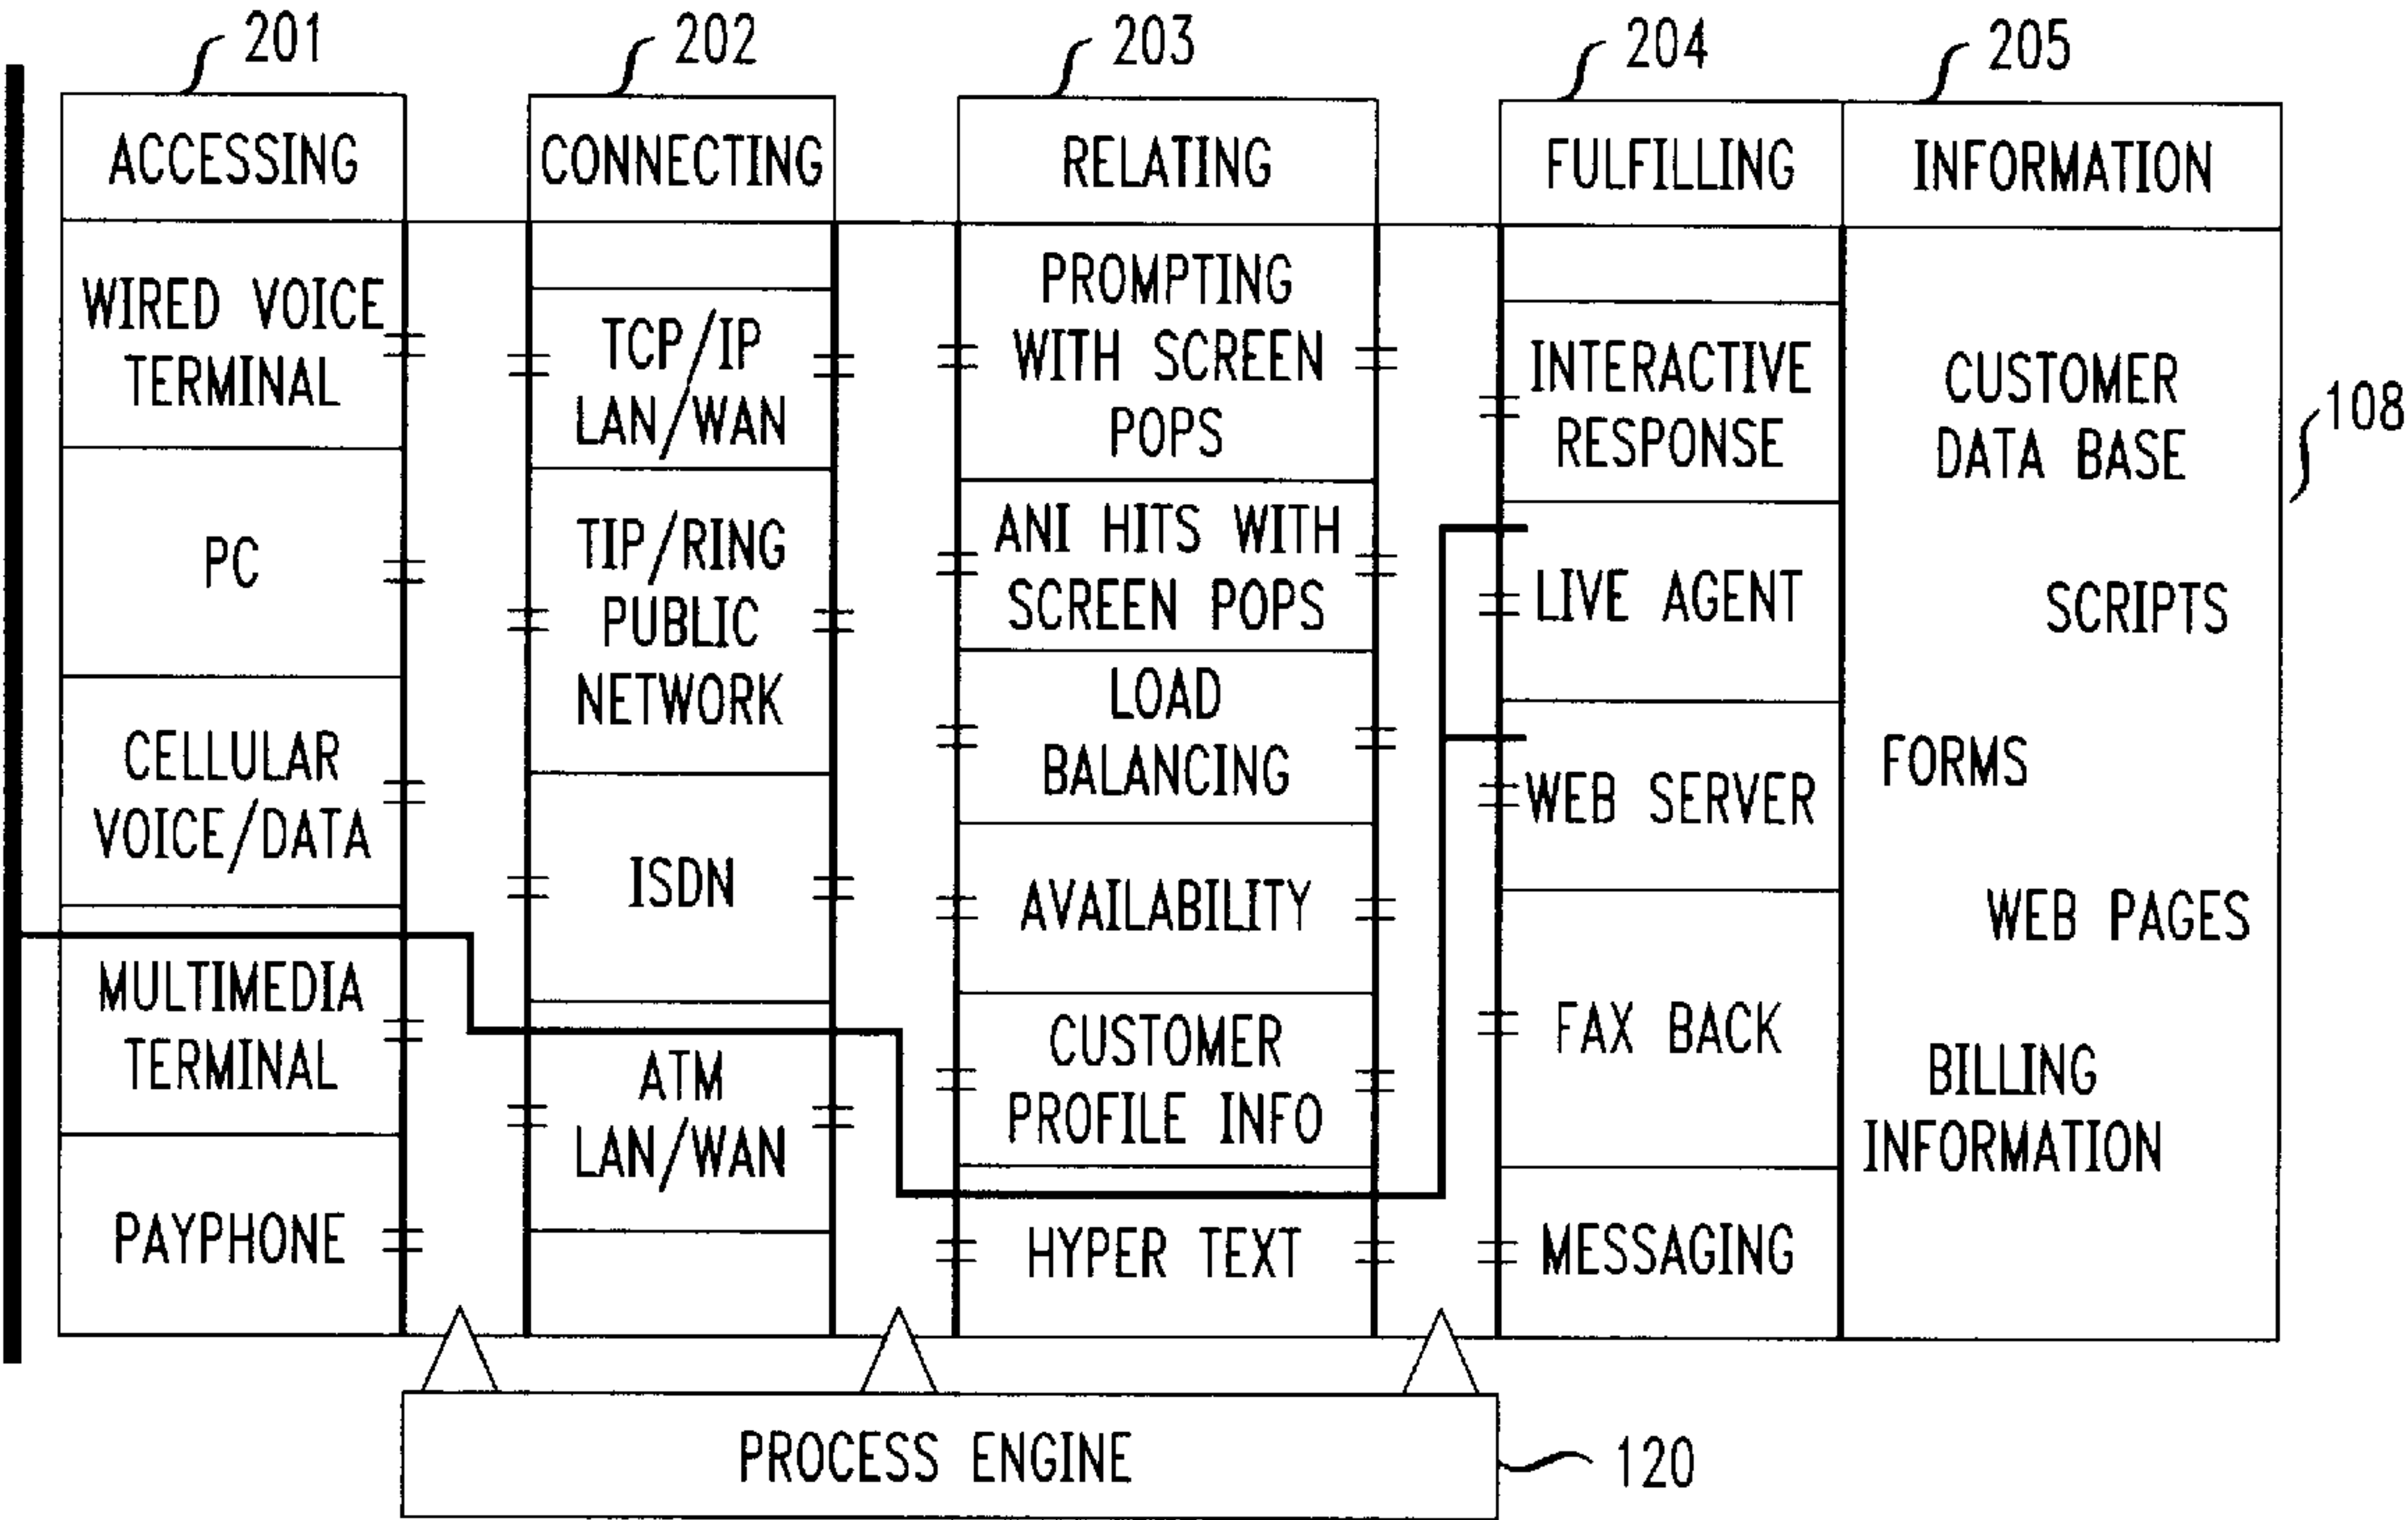 201
202
203
204
205
ACCESSING
CONNECTING
RELATING
FULFILLING
INFORMATION
WIRED VOICE
TERMINAL
PC
CELLULAR
VOICE/DATA
MULTIMEDIA
TERMINAL
PAYPHONE
TCP/IP
LAN/WAN
TIP/RING
PUBLIC
NETWORK
ISDN
ATM
LAN/WAN
PROMPTING
WITH SCREEN
POPS
ANI HITS WITH
SCREEN POPS
LOAD
BALANCING
AVAILABILITY
CUSTOMER
PROFILE INFO
HYPER TEXT
INTERACTIVE
RESPONSE
LIVE AGENT
WEB SERVER
FAX BACK
MESSAGING
CUSTOMER
DATA BASE
SCRIPTS
FORMS
WEB PAGES
BILLING
INFORMATION
108
PROCESS ENGINE
120